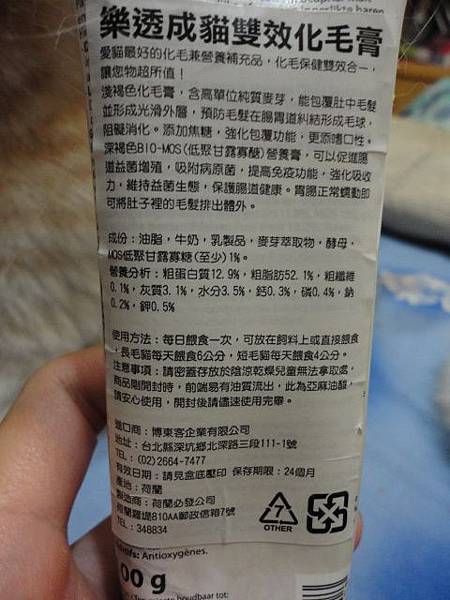 樂透成貓雙效化毛膏
愛貓最好的化毛兼營養補充品,化毛保健雙效合一,
讓您物超所值!
淺褐色化毛膏,含高單位純質麥芽,能包覆肚中毛髮
並形成光滑外層,預防毛髮在腸胃道糾結形成毛球,
阻礙消化。添加焦糖,強化包覆功能,更添嗜口性。
深褐色BIO-MOS(低聚甘露寡醣)營養膏,可以促進腸
道益菌增殖,吸附病原菌,提高免疫功能,強化吸收
力,維持益菌生態,保護腸道健康。胃腸正常蠕動即
可將肚子裡的毛髮排出體外。
成份:油脂,牛奶,乳製品,麥芽萃取物,酵母,
MOS低聚甘露寡糖(至少)1%。
營養分析:粗蛋白質12.9%,粗脂肪52.1%,粗纖維
0.1%,灰質3.1%,水分3.5%,鈣0.3%,磷0.4%,鈉
0.2%,鉀0.5%
使用方法:每日餵食一次,可放在飼料上或直接餵食
,長毛貓每天餵食6公分,短毛貓每天餵食4公分。
注意事項:請密蓋存放於陰涼乾燥兒童無法拿取處,
商品剛開封時,前端易有油質流出,此為亞麻油酸,
請安心使用,開封後請儘速使用完畢。
進口商:博東客企業有限公司
地址:台北縣深坑鄉北深路三段111-1號
TEL:(02)2664-7477
有效日期:請見盒底壓印 保存期限:24個月
產地:荷蘭
製造商:荷蘭必發公司
荷蘭羅堤810AA郵政信箱7號
TEL:348834
7
OTHER
Antioxygènes.
00 g
houdbaar tot: